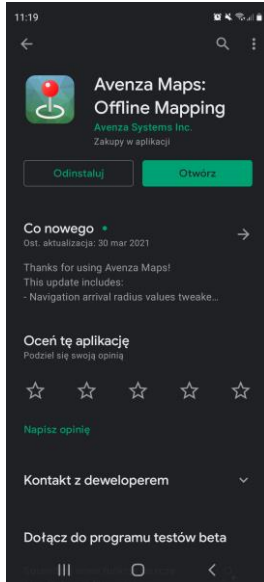 11:19
Avenza Maps:
Offline Mapping
Avenza Systems Inc.
Zakupy w aplikacji
Odinstaluj
Otwórz
Co nowego
Ost. aktualizacja: 30 mar 2021
Thanks for using Avenza Maps!
This update includes:
- Navigation arrival radius values tweake...
Oceń tę aplikację
Podziel się swoją opinią
Napisz opinię
Kontakt z deweloperem
Dołącz do programu testów beta